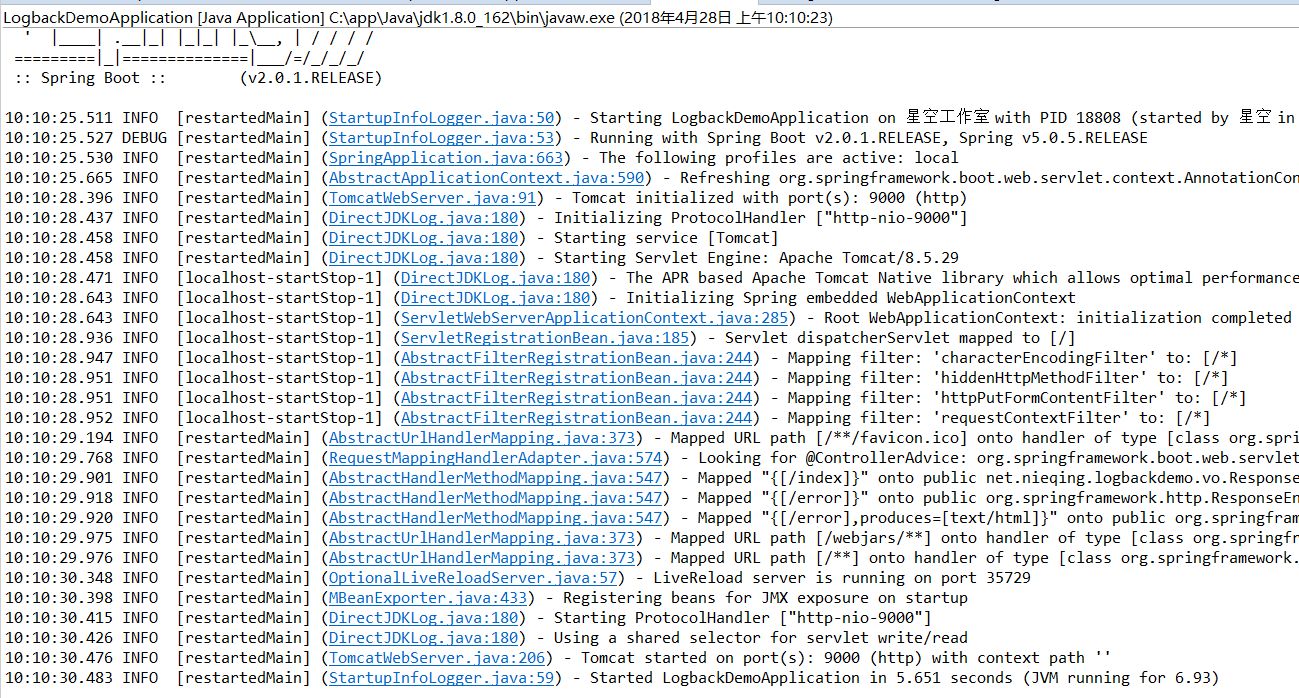 LogbackDemoApplication [Java Application] C:\app\Java\jdk1.8.0_162\bin\javaw.exe (2018年4月28日 上午10:10:23)
  '  |____| .__|_| |_|_| |_\__, | / / / /
 =========|_|==============|___/=/_/_/_/
 :: Spring Boot ::        (v2.0.1.RELEASE)
10:10:25.511 INFO  [restartedMain] (StartupInfoLogger.java:50) - Starting LogbackDemoApplication on 星空工作室 with PID 18808 (started by 星空 in
10:10:25.527 DEBUG [restartedMain] (StartupInfoLogger.java:53) - Running with Spring Boot v2.0.1.RELEASE, Spring v5.0.5.RELEASE
10:10:25.530 INFO  [restartedMain] (SpringApplication.java:663) - The following profiles are active: local
10:10:25.665 INFO  [restartedMain] (AbstractApplicationContext.java:590) - Refreshing org.springframework.boot.web.servlet.context.AnnotationCon
10:10:28.396 INFO  [restartedMain] (TomcatWebServer.java:91) - Tomcat initialized with port(s): 9000 (http)
10:10:28.437 INFO  [restartedMain] (DirectJDKLog.java:180) - Initializing ProtocolHandler ["http-nio-9000"]
10:10:28.458 INFO  [restartedMain] (DirectJDKLog.java:180) - Starting service [Tomcat]
10:10:28.458 INFO  [restartedMain] (DirectJDKLog.java:180) - Starting Servlet Engine: Apache Tomcat/8.5.29
10:10:28.471 INFO  [localhost-startStop-1] (DirectJDKLog.java:180) - The APR based Apache Tomcat Native library which allows optimal performance
10:10:28.643 INFO  [localhost-startStop-1] (DirectJDKLog.java:180) - Initializing Spring embedded WebApplicationContext
10:10:28.643 INFO  [localhost-startStop-1] (ServletWebServerApplicationContext.java:285) - Root WebApplicationContext: initialization completed
10:10:28.936 INFO  [localhost-startStop-1] (ServletRegistrationBean.java:185) - Servlet dispatcherServlet mapped to [/]
10:10:28.947 INFO  [localhost-startStop-1] (AbstractFilterRegistrationBean.java:244) - Mapping filter: 'characterEncodingFilter' to: [/*]
10:10:28.951 INFO  [localhost-startStop-1] (AbstractFilterRegistrationBean.java:244) - Mapping filter: 'hiddenHttpMethodFilter' to: [/*]
10:10:28.951 INFO  [localhost-startStop-1] (AbstractFilterRegistrationBean.java:244) - Mapping filter: 'httpPutFormContentFilter' to: [/*]
10:10:28.952 INFO  [localhost-startStop-1] (AbstractFilterRegistrationBean.java:244) - Mapping filter: 'requestContextFilter' to: [/*]
10:10:29.194 INFO  [restartedMain] (AbstractUrlHandlerMapping.java:373) - Mapped URL path [/**/favicon.ico] onto handler of type [class org.spri
10:10:29.768 INFO  [restartedMain] (RequestMappingHandlerAdapter.java:574) - Looking for @ControllerAdvice: org.springframework.boot.web.servlet
10:10:29.901 INFO  [restartedMain] (AbstractHandlerMethodMapping.java:547) - Mapped "{[/index]}" onto public net.nieqing.logbackdemo.vo.Response
10:10:29.918 INFO  [restartedMain] (AbstractHandlerMethodMapping.java:547) - Mapped "{[/error]}" onto public org.springframework.http.ResponseEn
10:10:29.920 INFO  [restartedMain] (AbstractHandlerMethodMapping.java:547) - Mapped "{[/error],produces=[text/html]}" onto public org.springfram
10:10:29.975 INFO  [restartedMain] (AbstractUrlHandlerMapping.java:373) - Mapped URL path [/webjars/**] onto handler of type [class org.springfr
10:10:29.976 INFO  [restartedMain] (AbstractUrlHandlerMapping.java:373) - Mapped URL path [/**] onto handler of type [class org.springframework.
10:10:30.348 INFO  [restartedMain] (OptionalLiveReloadServer.java:57) - LiveReload server is running on port 35729
10:10:30.398 INFO  [restartedMain] (MBeanExporter.java:433) - Registering beans for JMX exposure on startup
10:10:30.415 INFO  [restartedMain] (DirectJDKLog.java:180) - Starting ProtocolHandler ["http-nio-9000"]
10:10:30.426 INFO  [restartedMain] (DirectJDKLog.java:180) - Using a shared selector for servlet write/read
10:10:30.476 INFO  [restartedMain] (TomcatWebServer.java:206) - Tomcat started on port(s): 9000 (http) with context path ''
10:10:30.483 INFO  [restartedMain] (StartupInfoLogger.java:59) - Started LogbackDemoApplication in 5.651 seconds (JVM running for 6.93)